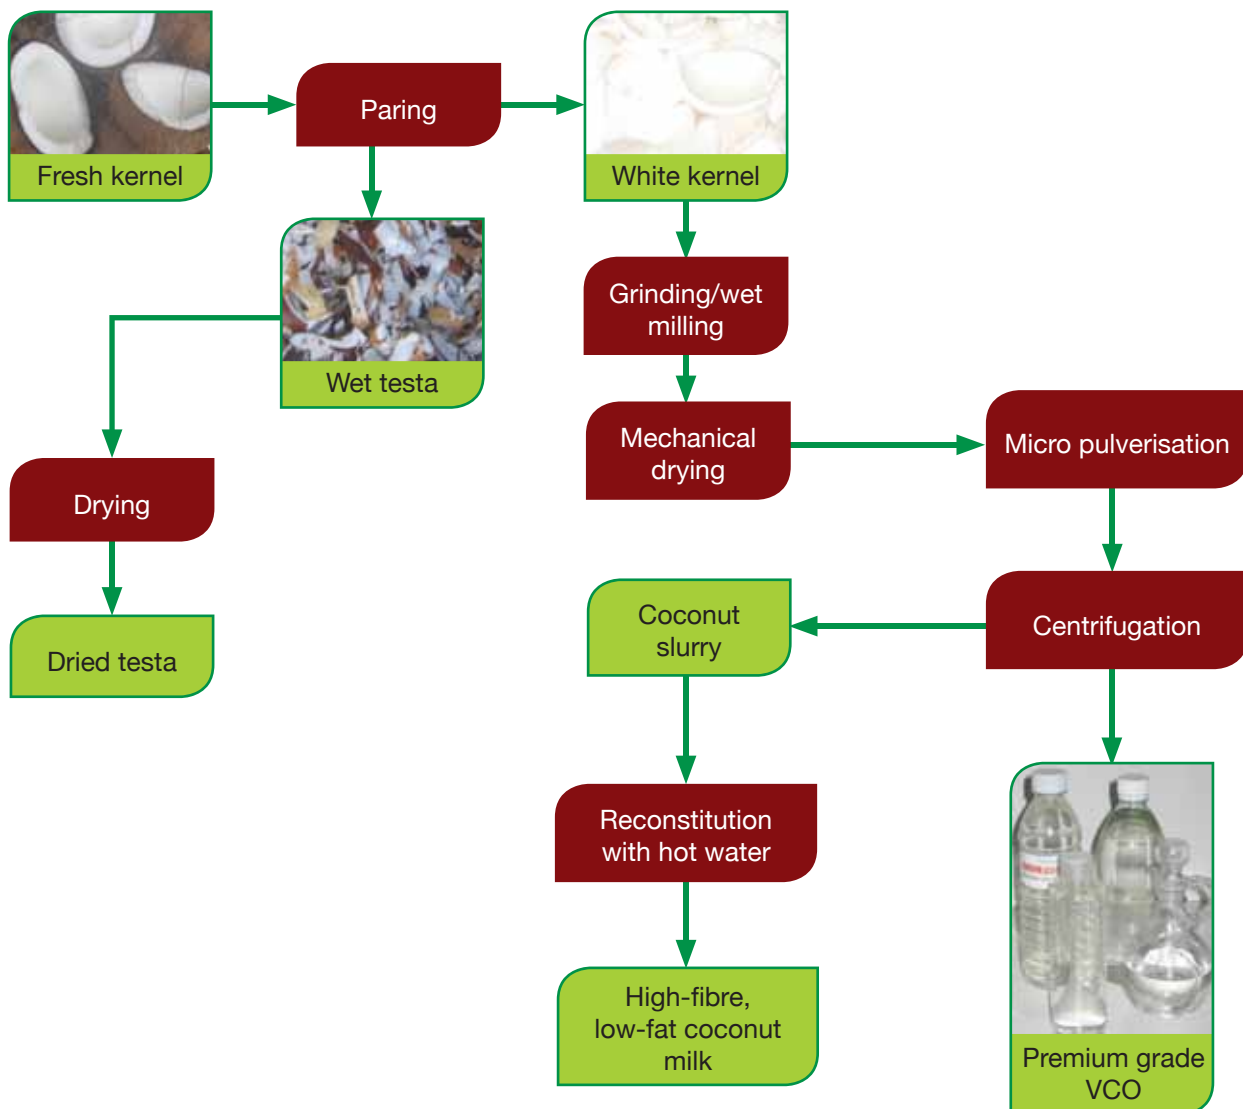 Fresh kernel
Paring
White kernel
Wet testa
Grinding/wet
milling
Mechanical
drying
Micro pulverisation
Drying
Dried testa
Coconut
slurry
Centrifugation
Reconstitution
with hot water
High-fibre,
low-fat coconut
milk
Premium grade
VCO